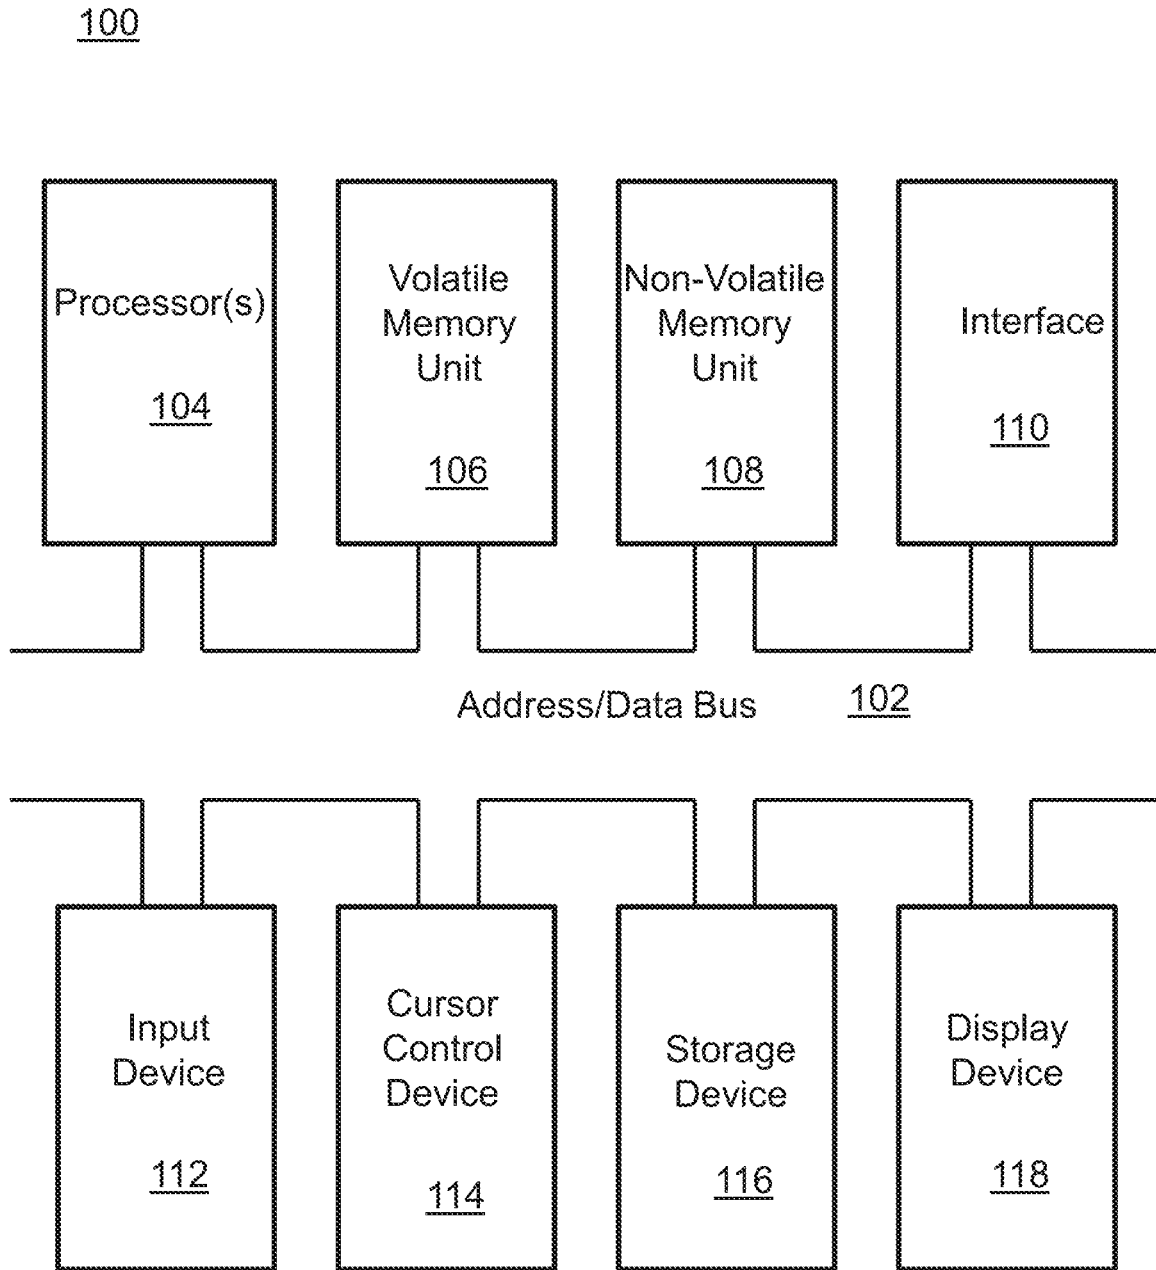 100
Processor(s)
104
Volatile
Memory
Unit
106
Non-Volatile
Memory
Unit
108
Interface
110
Address/Data Bus 102
Input
Device
112
Cursor
Control
Device
114
Storage
Device
116
Display
Device
118